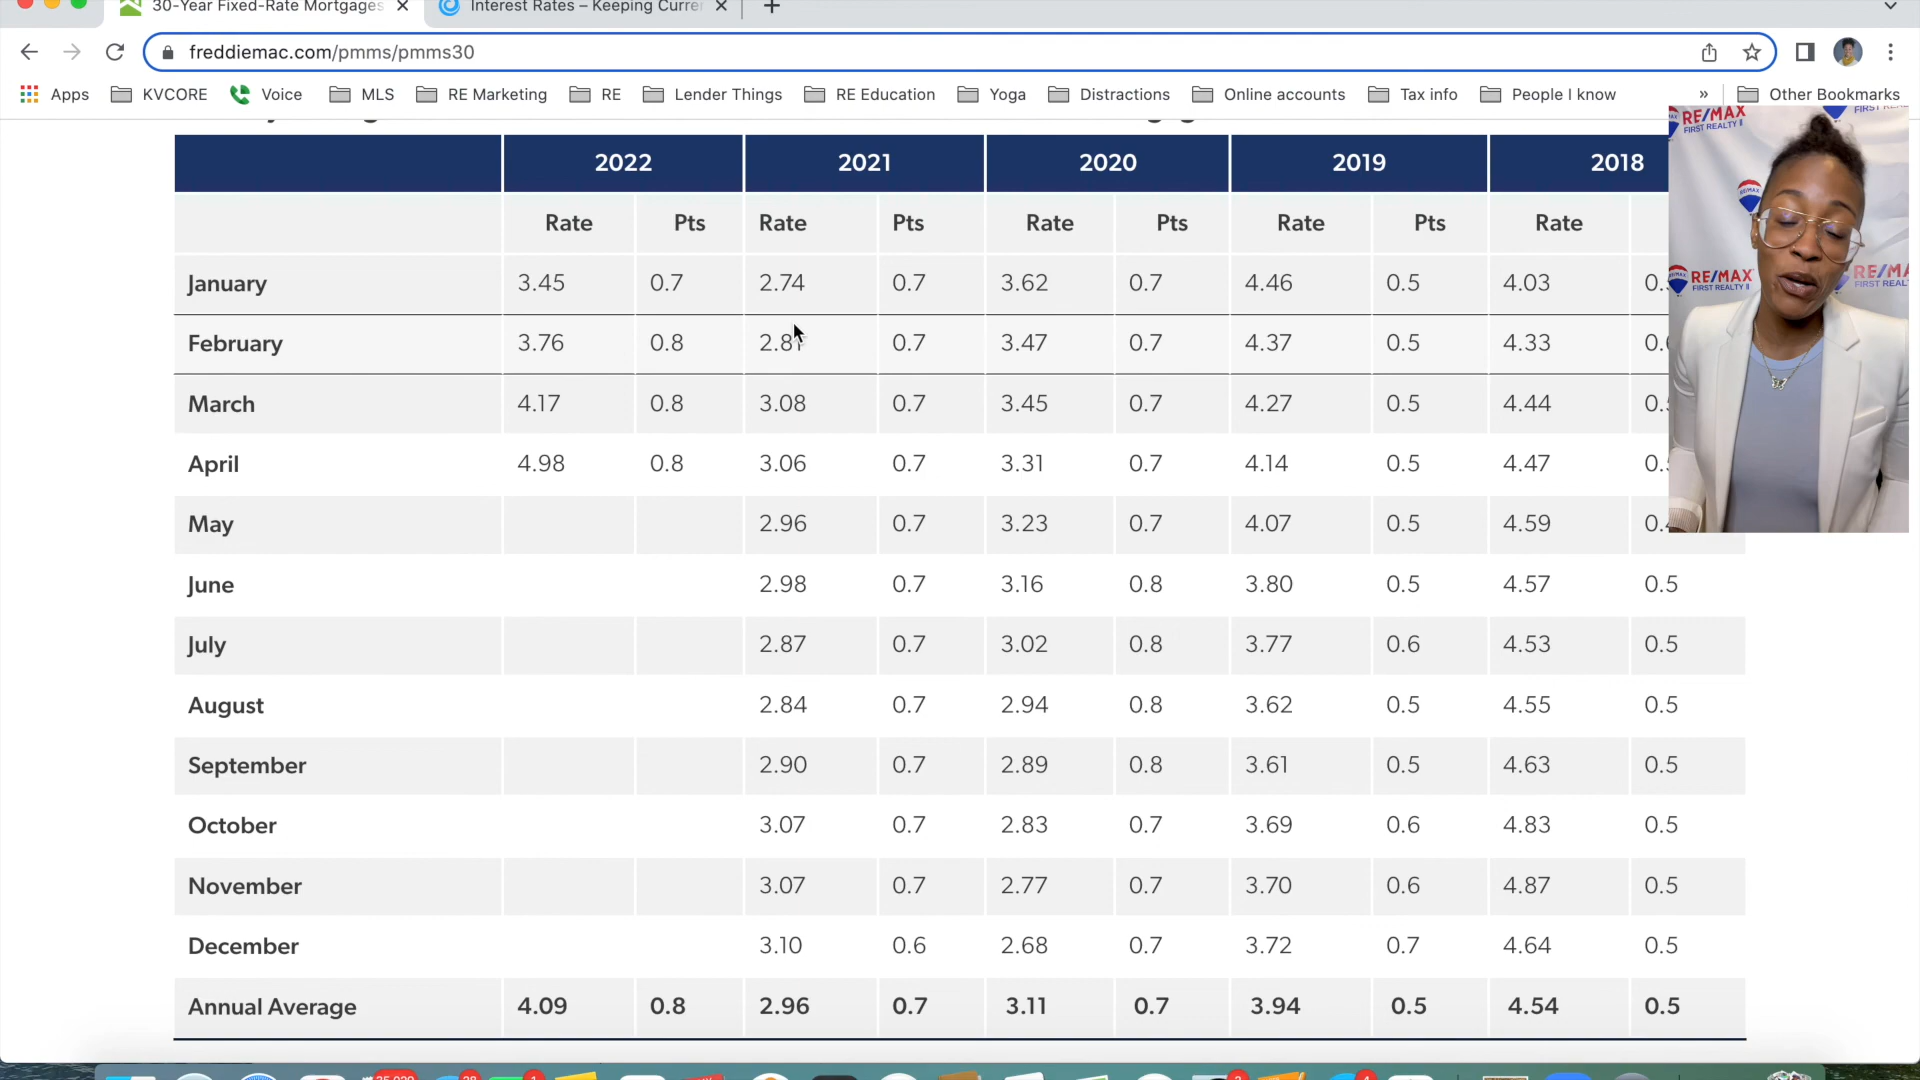 30-Year Fixed-Rate Mortgages
Interest Rates – Keeping Curre
freddiemac.com/pmms/pmms30
Apps KVCORE Voice MLS RE Marketing RE Lender Things RE Education Yoga Distractions Online accounts Tax info People I know » Other Bookmarks
2022 2021 2020 2019 2018
Rate Pts Rate Pts Rate Pts Rate Pts Rate
January 3.45 0.7 2.74 0.7 3.62 0.7 4.46 0.5 4.03
February 3.76 0.8 2.81 0.7 3.47 0.7 4.37 0.5 4.33
March 4.17 0.8 3.08 0.7 3.45 0.7 4.27 0.5 4.44
April 4.98 0.8 3.06 0.7 3.31 0.7 4.14 0.5 4.47
May 2.96 0.7 3.23 0.7 4.07 0.5 4.59
June 2.98 0.7 3.16 0.8 3.80 0.5 4.57 0.5
July 2.87 0.7 3.02 0.8 3.77 0.6 4.53 0.5
August 2.84 0.7 2.94 0.8 3.62 0.5 4.55 0.5
September 2.90 0.7 2.89 0.8 3.61 0.5 4.63 0.5
October 3.07 0.7 2.83 0.7 3.69 0.6 4.83 0.5
November 3.07 0.7 2.77 0.7 3.70 0.6 4.87 0.5
December 3.10 0.6 2.68 0.7 3.72 0.7 4.64 0.5
Annual Average 4.09 0.8 2.96 0.7 3.11 0.7 3.94 0.5 4.54 0.5
RE/MAX
FIRST REALTY II
RE/MAX
FIRST REALTY II
RE/MA
FIRST REAL